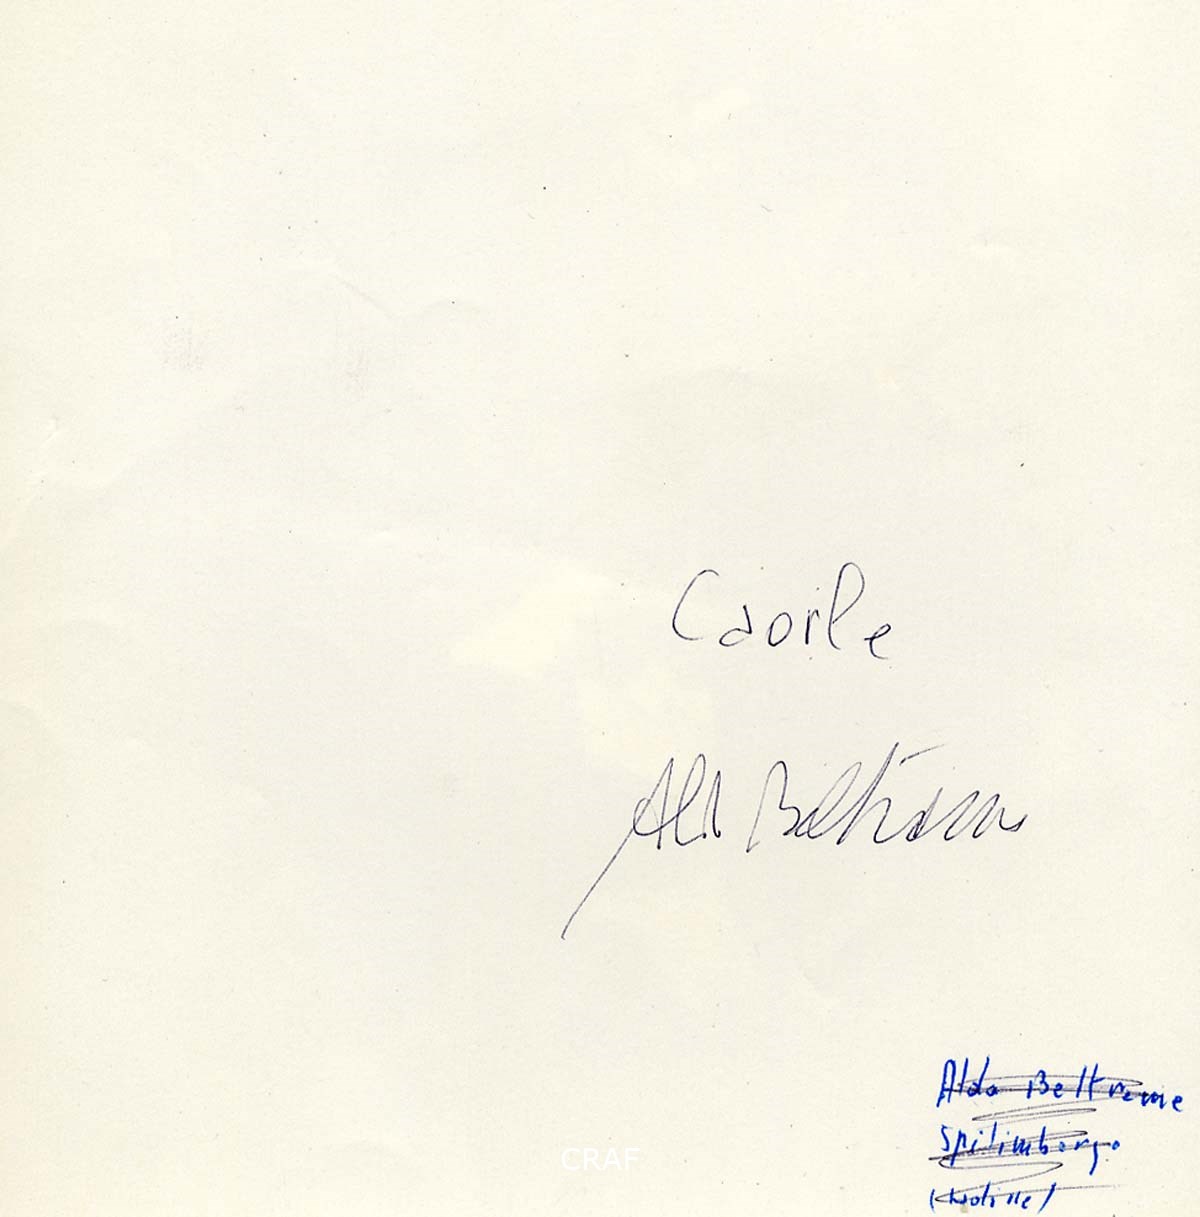 Caorle
Aldo Beltrame
Aldo Beltrame
Spilimbergo
CRAF